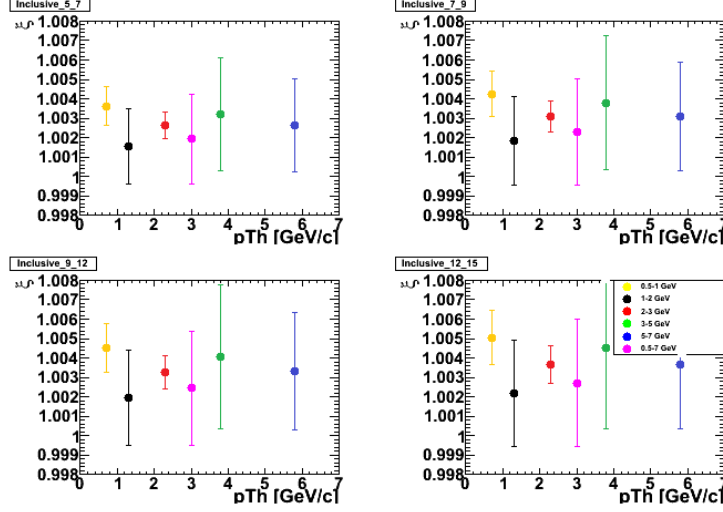 Inclusive_5_7
ξ
1.008
1.007
1.006
1.005
1.004
1.003
1.002
1.001
1
0.999
0.998
0 1 2 3 4 5 6 7
pTh [GeV/c]
Inclusive_7_9
ξ
1.008
1.007
1.006
1.005
1.004
1.003
1.002
1.001
1
0.999
0.998
0 1 2 3 4 5 6 7
pTh [GeV/c]
Inclusive_9_12
ξ
1.008
1.007
1.006
1.005
1.004
1.003
1.002
1.001
1
0.999
0.998
0 1 2 3 4 5 6 7
pTh [GeV/c]
Inclusive_12_15
ξ
1.008
1.007
1.006
1.005
1.004
1.003
1.002
1.001
1
0.999
0.998
0 1 2 3 4 5 6 7
pTh [GeV/c]
0.5-1 GeV
1-2 GeV
2-3 GeV
3-5 GeV
5-7 GeV
0.5-7 GeV